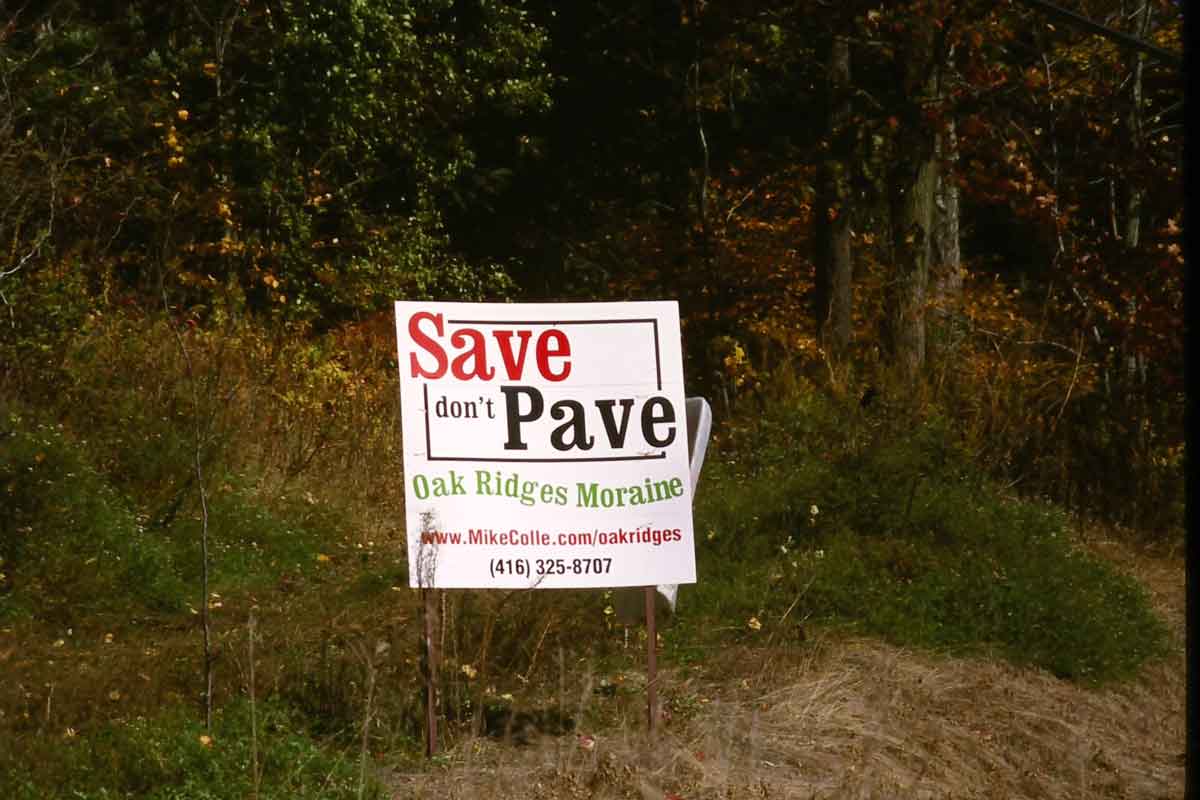 Save
don't Pave
Oak Ridges Moraine
www.MikeColle.com/oakridges
(416) 325-8707